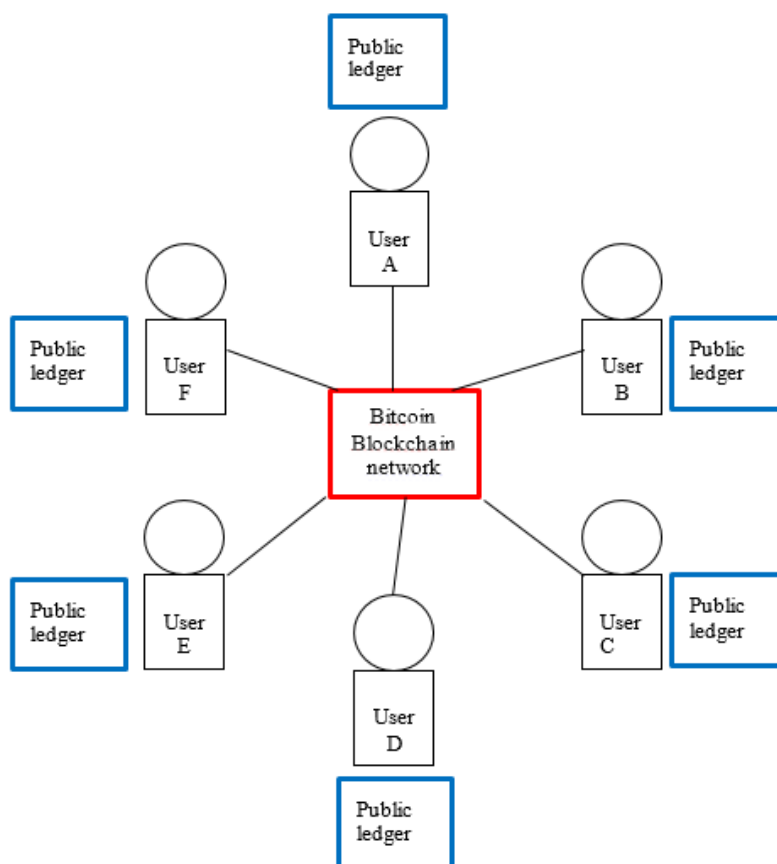 Public
ledger
User
A
User
F
Public
ledger
User
B
Public
ledger
Bitcoin
Blockchain
network
User
E
Public
ledger
User
C
Public
ledger
User
D
Public
ledger